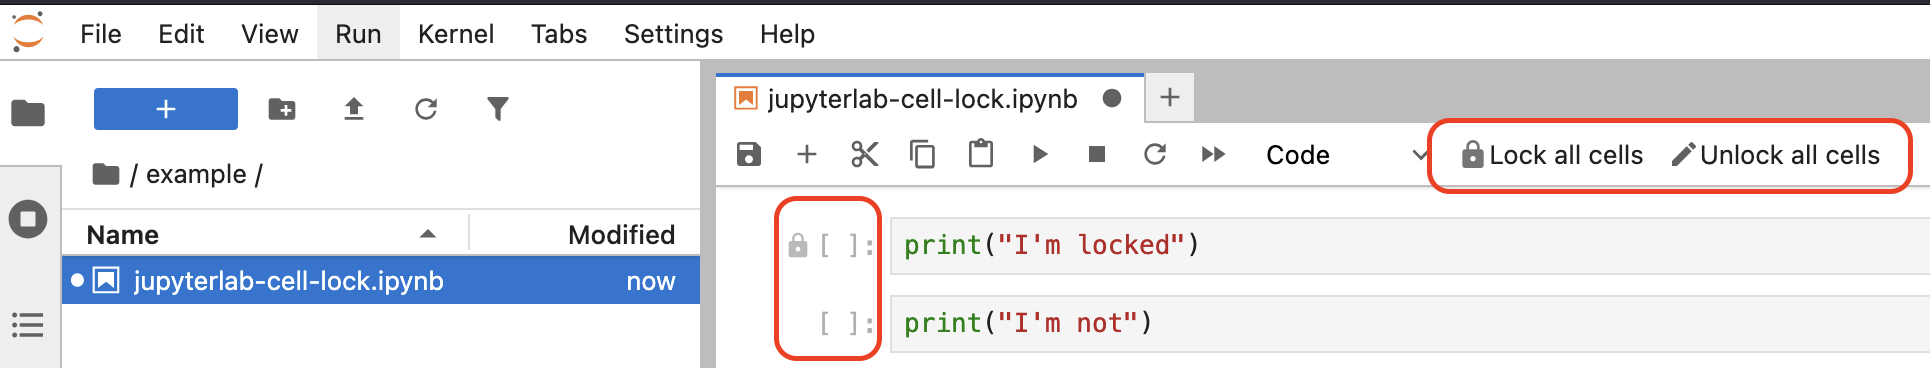 File Edit View Run Kernel Tabs Settings Help
+
/ example /
Name Modified
jupyterlab-cell-lock.ipynb now
jupyterlab-cell-lock.ipynb +
Code Lock all cells Unlock all cells
[ ]: print("I'm locked")
[ ]: print("I'm not")